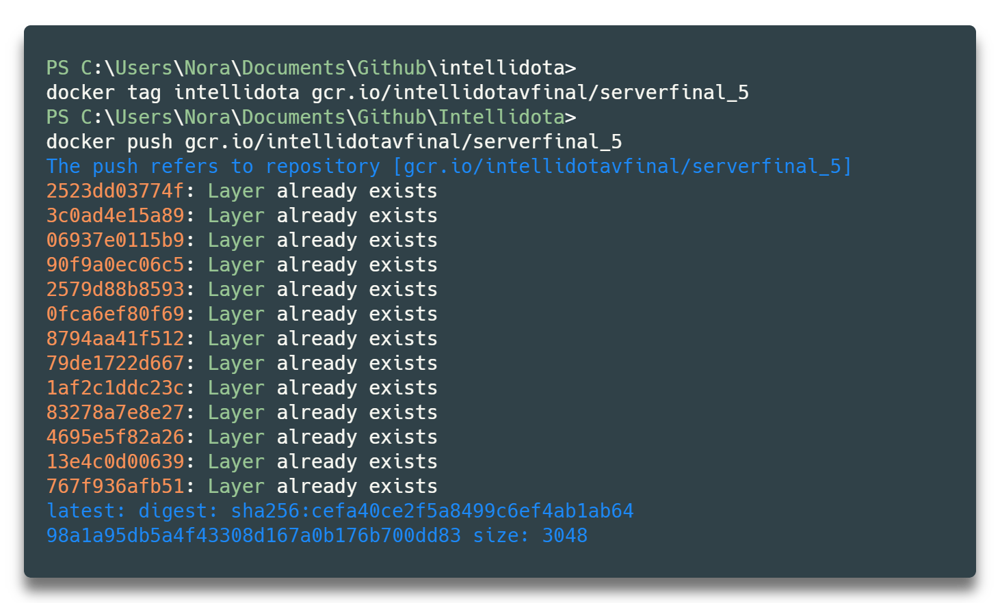 PS C:\Users\Nora\Documents\Github\intellidota>
docker tag intellidota gcr.io/intellidotavfinal/serverfinal_5
PS C:\Users\Nora\Documents\Github\Intellidota>
docker push gcr.io/intellidotavfinal/serverfinal_5
The push refers to repository [gcr.io/intellidotavfinal/serverfinal_5]
2523dd03774f: Layer already exists
3c0ad4e15a89: Layer already exists
06937e0115b9: Layer already exists
90f9a0ec06c5: Layer already exists
2579d88b8593: Layer already exists
0fca6ef80f69: Layer already exists
8794aa41f512: Layer already exists
79de1722d667: Layer already exists
1af2c1ddc23c: Layer already exists
83278a7e8e27: Layer already exists
4695e5f82a26: Layer already exists
13e4c0d00639: Layer already exists
767f936afb51: Layer already exists
latest: digest: sha256:cefa40ce2f5a8499c6ef4ab1ab64
98a1a95db5a4f43308d167a0b176b700dd83 size: 3048